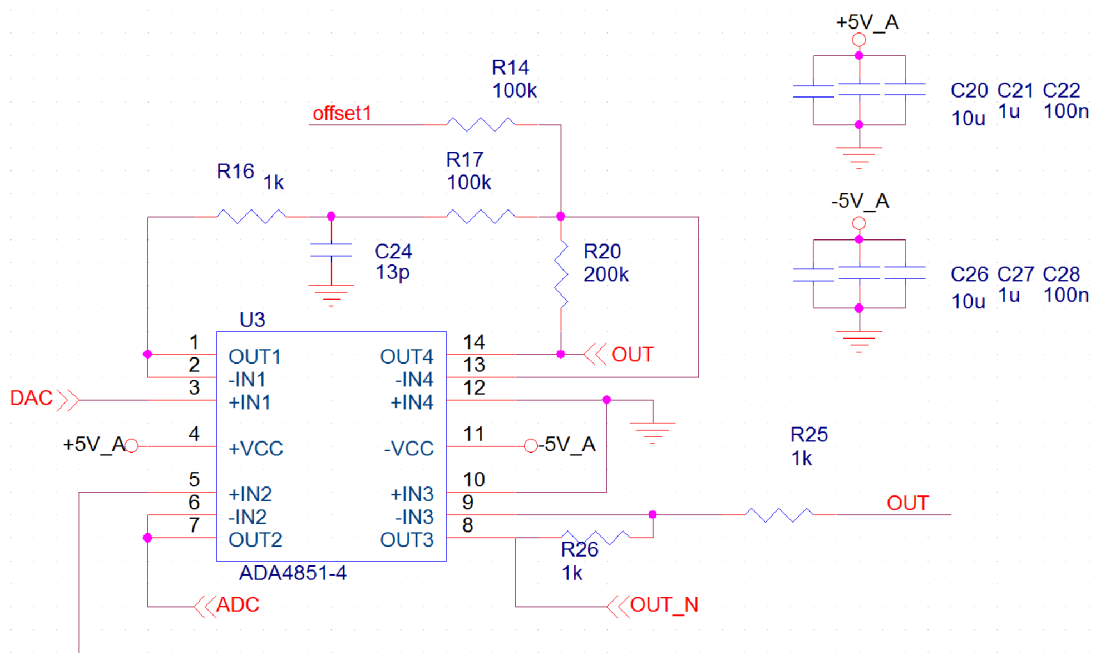 +5V_A
R14
100k
offset1
C20 C21 C22
10u 1u 100n
R17
100k
R16 1k
-5V_A
C24
13p
R20
200k
C26 C27 C28
10u 1u 100n
U3
1 OUT1 OUT4 14 OUT
2 -IN1 -IN4 13
DAC 3 +IN1 +IN4 12
+5V_A 4 +VCC -VCC 11 -5V_A
R25
1k
5 +IN2 +IN3 10
6 -IN2 -IN3 9 OUT
7 OUT2 OUT3 8
R26
1k
ADA4851-4
ADC
OUT_N